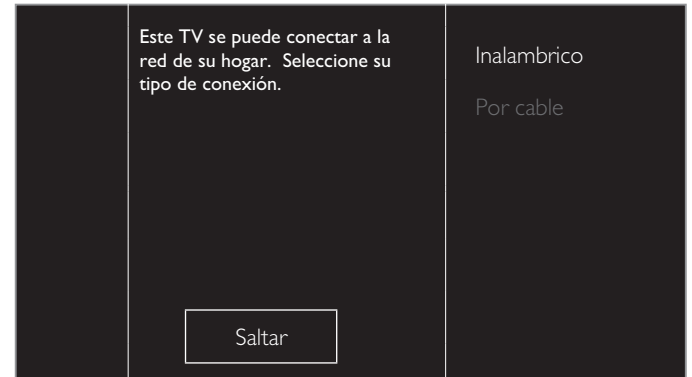 Este TV se puede conectar a la
red de su hogar.  Seleccione su
tipo de conexión.
Inalambrico
Por cable
Saltar